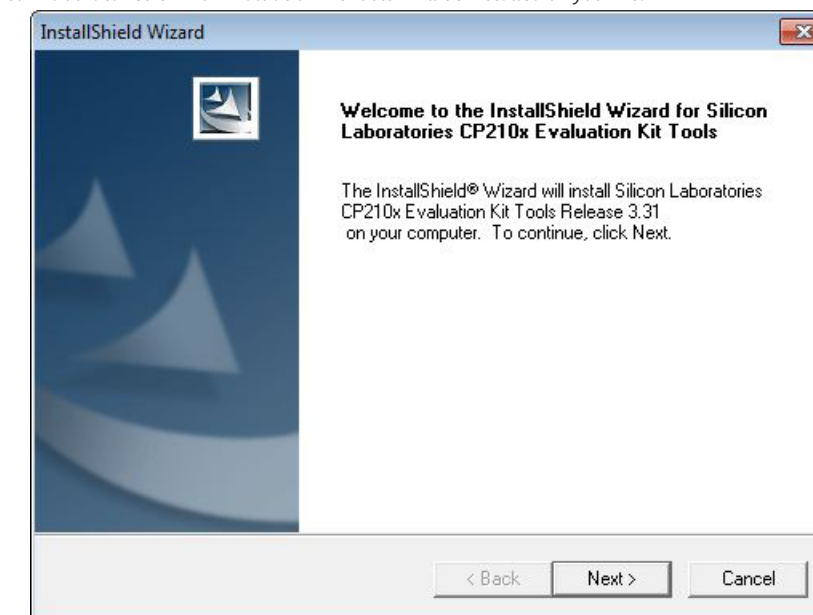 InstallShield Wizard
Welcome to the InstallShield Wizard for Silicon
Laboratories CP210x Evaluation Kit Tools
The InstallShield® Wizard will install Silicon Laboratories
CP210x Evaluation Kit Tools Release 3.31
on your computer. To continue, click Next.
< Back Next > Cancel